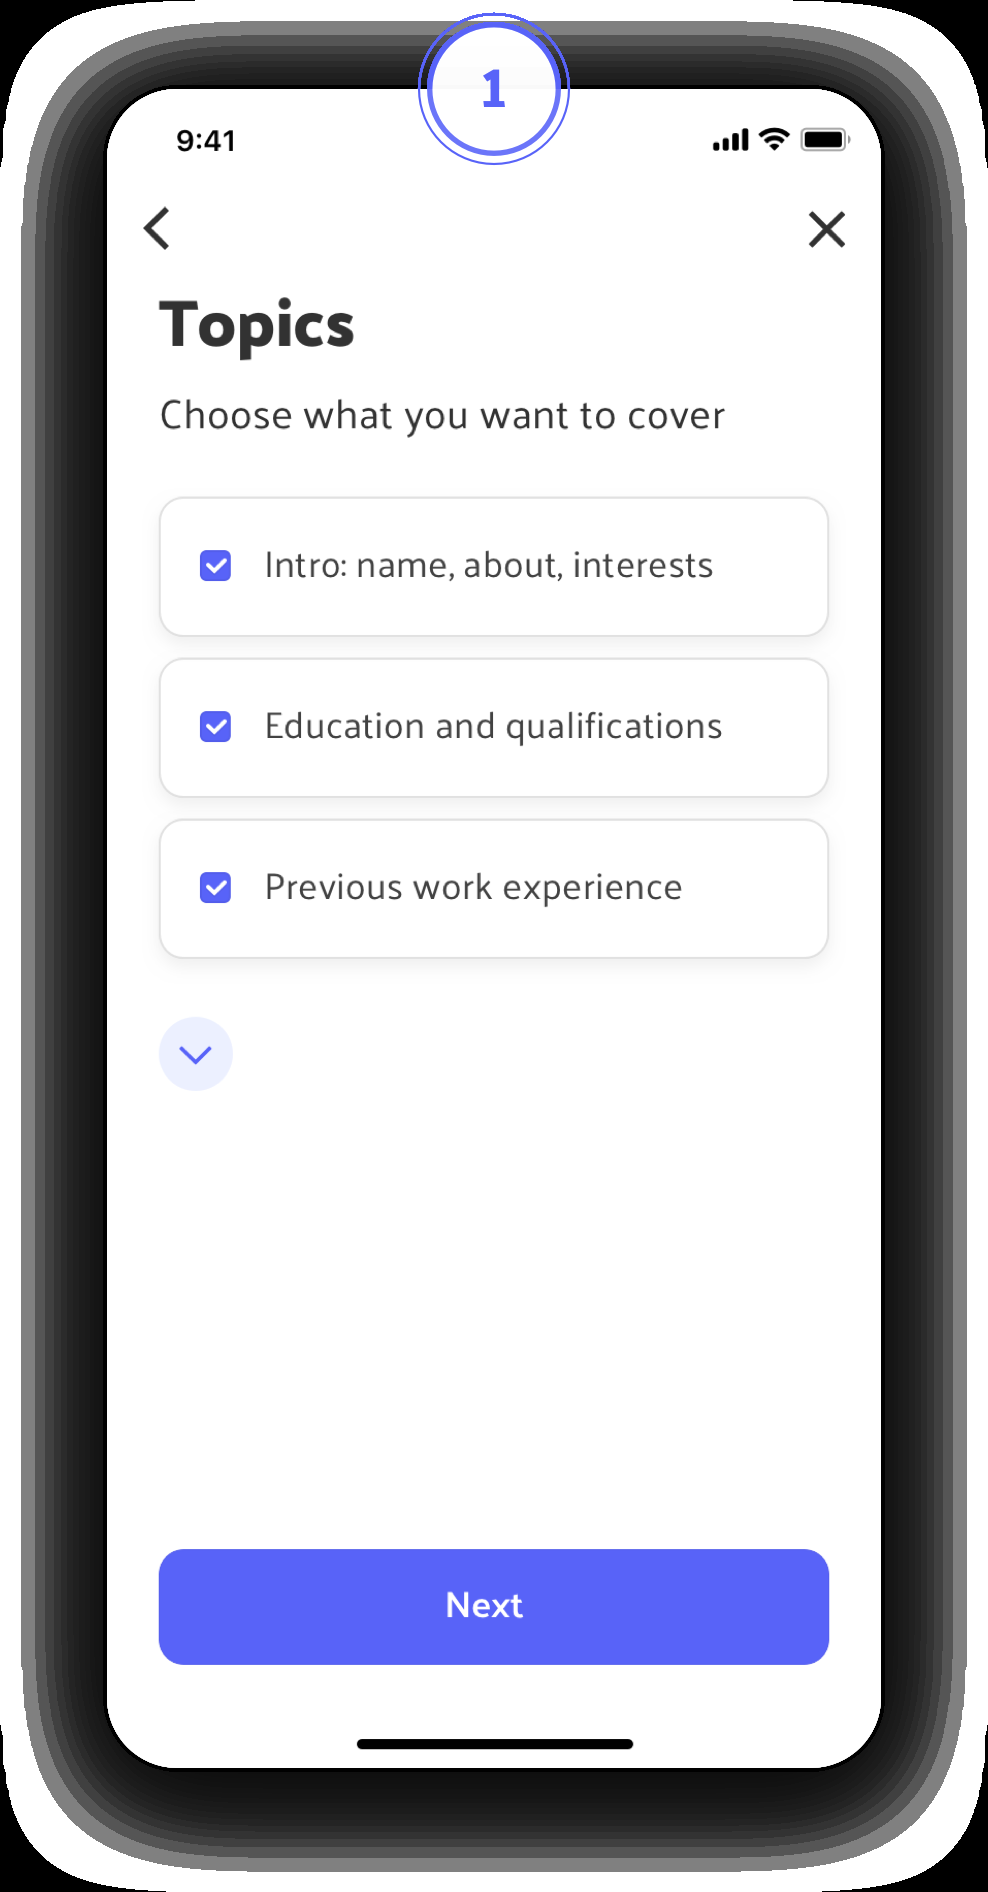 1
9:41
Topics
Choose what you want to cover
Intro: name, about, interests
Education and qualifications
Previous work experience
Next